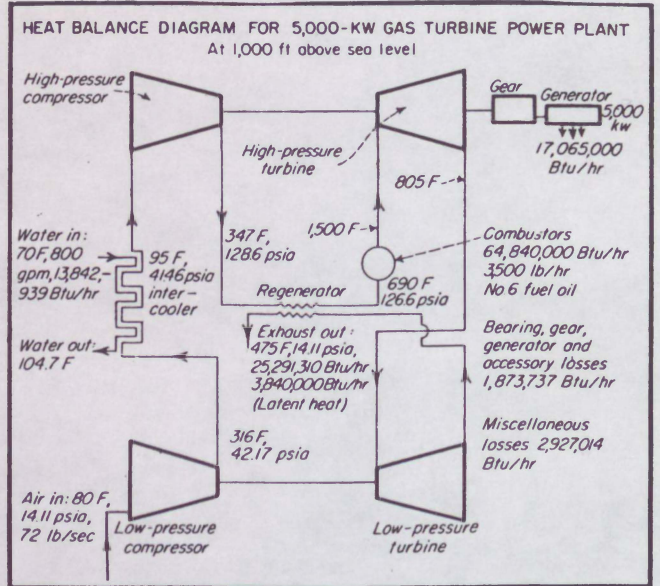 HEAT BALANCE DIAGRAM FOR 5,000-KW GAS TURBINE POWER PLANT
At 1,000 ft above sea level
High-pressure
compressor
High-pressure
turbine
Gear
Generator
5,000
kw
17,065,000
Btu/hr
805 F
1,500 F
347 F,
128.6 psia
Water in:
70F, 800
gpm, 13,842,-
939 Btu/hr
95 F,
41.46 psia
inter-
cooler
Water out:
104.7 F
Regenerator
690 F
126.6 psia
Combustors
64,840,000 Btu/hr
3,500 lb/hr
No 6 fuel oil
Exhaust out:
475 F, 14.11 psia,
25,291,310 Btu/hr
3,840,000 Btu/hr
(Latent heat)
Bearing, gear,
generator and
accessory losses
1,873,737 Btu/hr
Miscellaneous
losses 2,927,014
Btu/hr
316 F,
42.17 psia
Air in: 80 F,
14.11 psia,
72 lb/sec
Low-pressure
compressor
Low-pressure
turbine